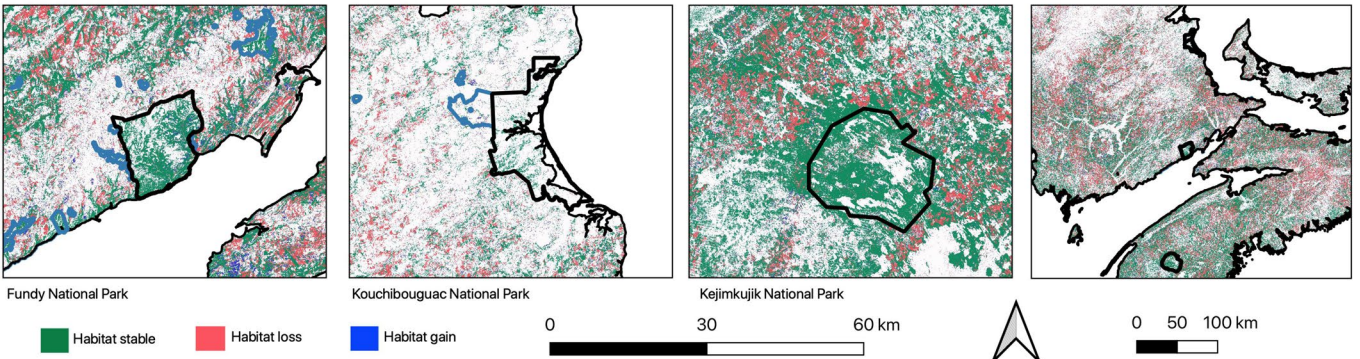 Fundy National Park
Kouchibouguac National Park
Kejimkujik National Park
Habitat stable
Habitat loss
Habitat gain
0 30 60 km
0 50 100 km